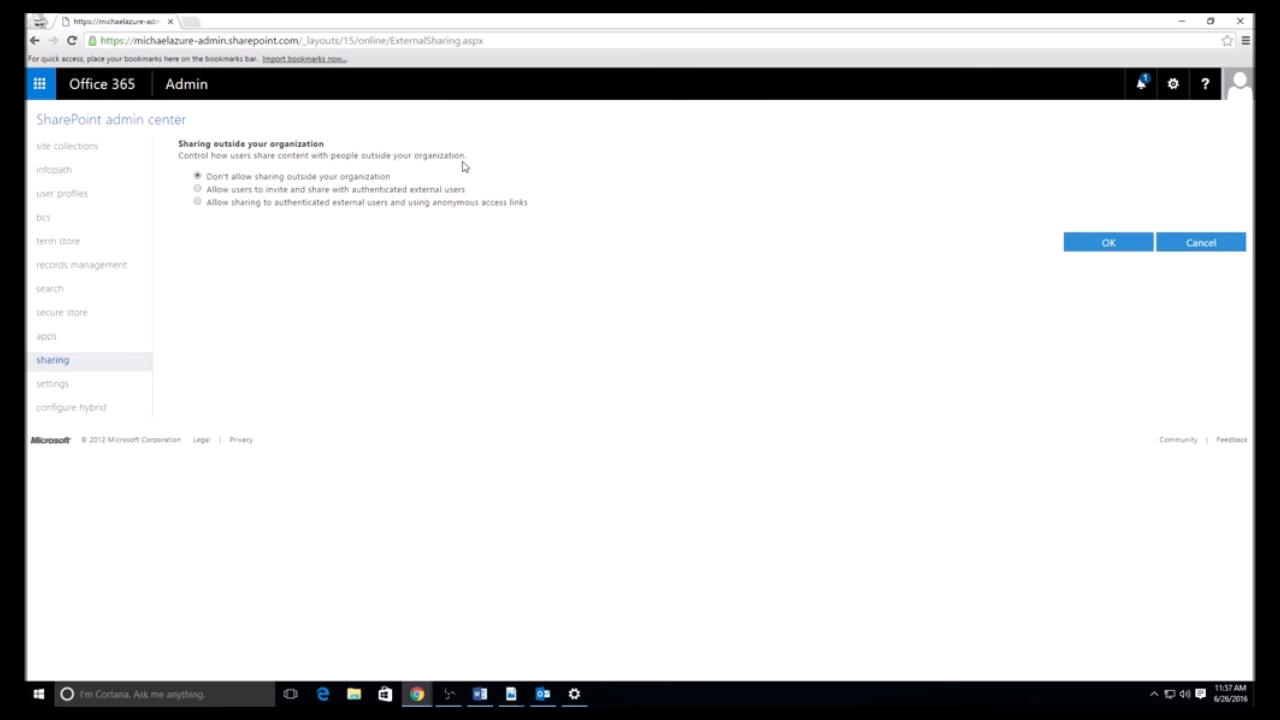 https://michaelazure-adm
https://michaelazure-admin.sharepoint.com/_layouts/15/online/ExternalSharing.aspx
For quick access, place your bookmarks here on the bookmarks bar. Import bookmarks now...
Office 365 Admin 1 ?
SharePoint admin center
site collections
infopath
user profiles
bcs
term store
records management
search
secure store
apps
sharing
settings
configure hybrid
Sharing outside your organization
Control how users share content with people outside your organization.
Don't allow sharing outside your organization
Allow users to invite and share with authenticated external users
Allow sharing to authenticated external users and using anonymous access links
OK Cancel
Microsoft © 2012 Microsoft Corporation Legal | Privacy Community | Feedback
I'm Cortana. Ask me anything.
11:57 AM
6/26/2016